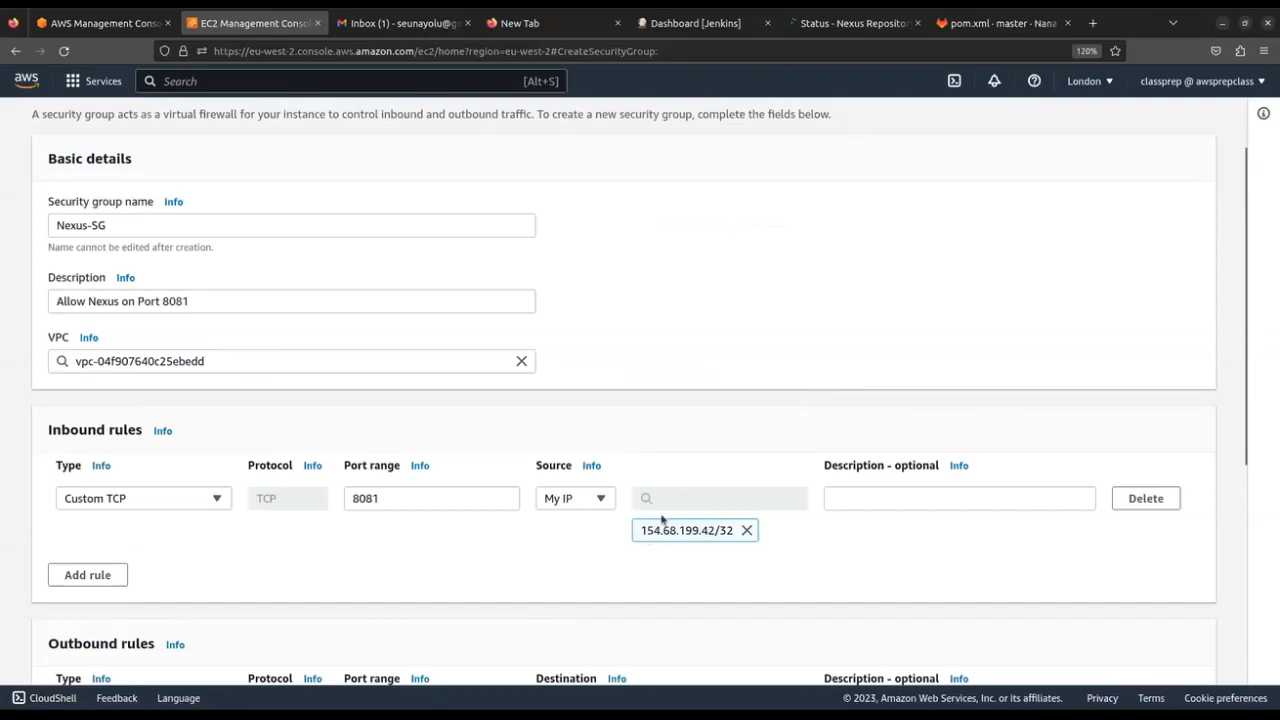 AWS Management Conso
EC2 Management Consol
Inbox (1) - seunayolu@gm
New Tab
Dashboard [Jenkins]
Status - Nexus Repositor
pom.xml · master · Nana
https://eu-west-2.console.aws.amazon.com/ec2/home?region=eu-west-2#CreateSecurityGroup:
120%
aws
Services
Search
[Alt+S]
London
classprep @ awsprepclass
A security group acts as a virtual firewall for your instance to control inbound and outbound traffic. To create a new security group, complete the fields below.
Basic details
Security group name Info
Nexus-SG
Name cannot be edited after creation.
Description Info
Allow Nexus on Port 8081
VPC Info
vpc-04f907640c25ebedd
Inbound rules Info
Type Info Protocol Info Port range Info Source Info Description - optional Info
Custom TCP TCP 8081 My IP Delete
154.68.199.42/32
Add rule
Outbound rules Info
Type Info Protocol Info Port range Info Destination Info Description - optional Info
CloudShell Feedback Language © 2023, Amazon Web Services, Inc. or its affiliates. Privacy Terms Cookie preferences